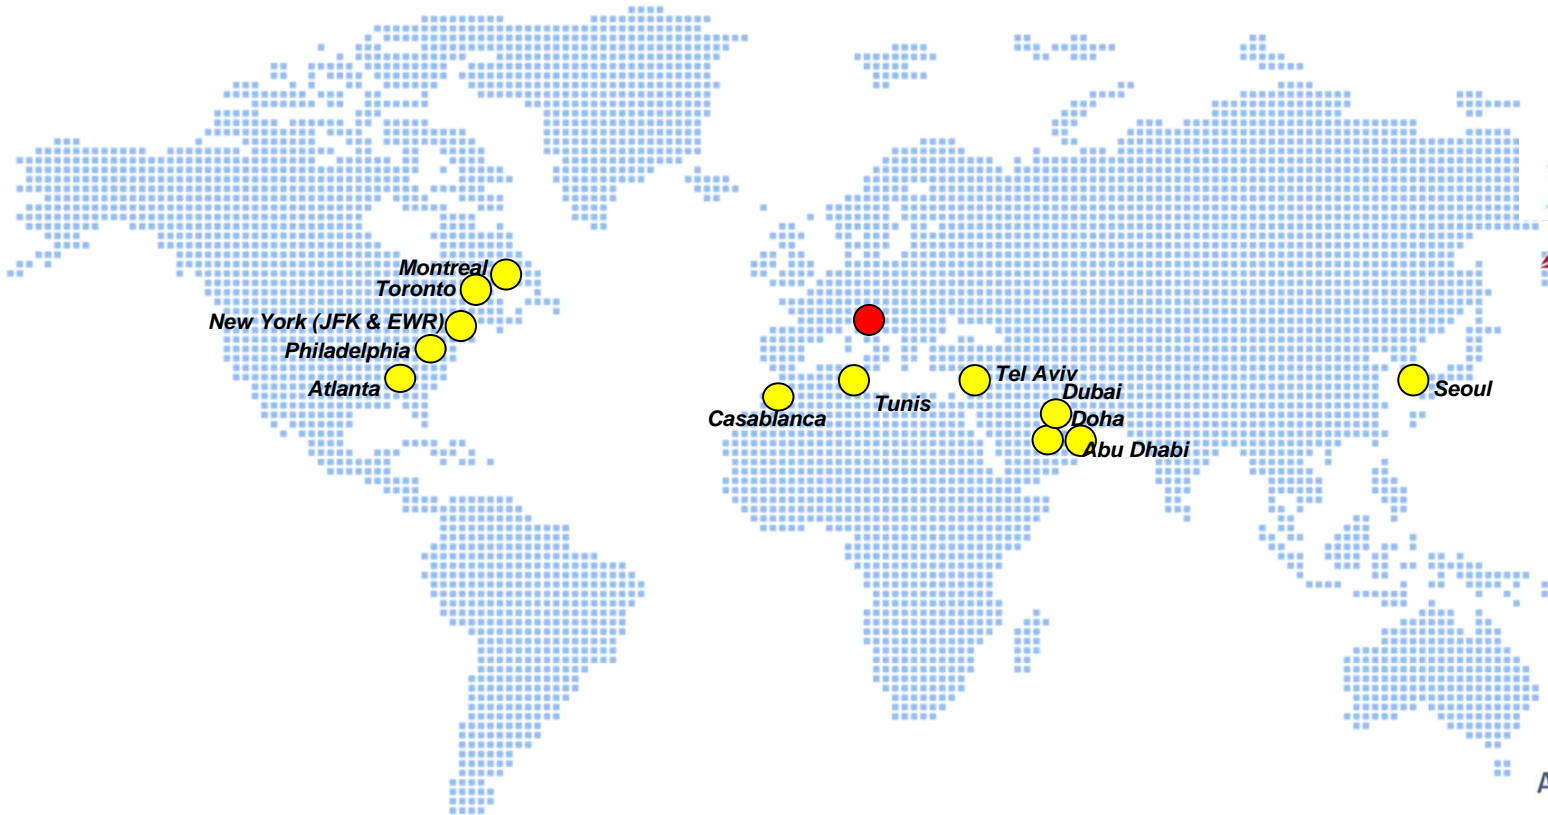 Montreal
Toronto
New York (JFK & EWR)
Philadelphia
Atlanta
Casablanca
Tunis
Tel Aviv
Dubai
Doha
Abu Dhabi
Seoul
A